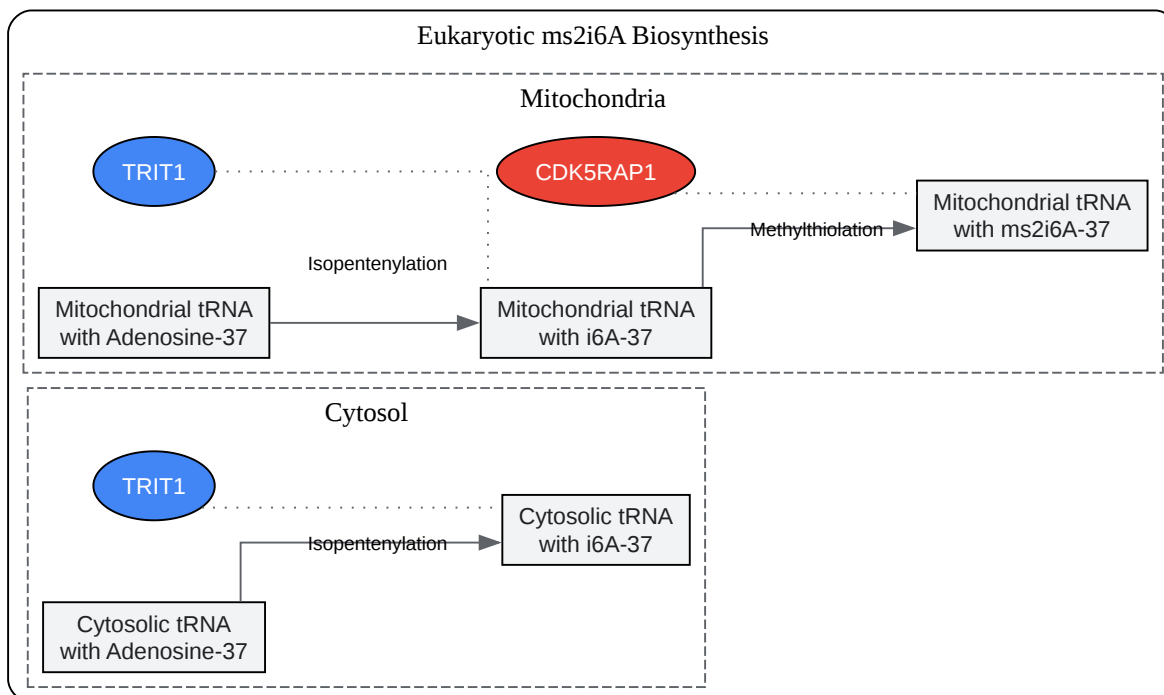 Eukaryotic ms2i6A Biosynthesis
Mitochondria
TRIT1
CDK5RAP1
Mitochondrial tRNA
with ms2i6A-37
Methylthiolation
Isopentenylation
Mitochondrial tRNA
with Adenosine-37
Mitochondrial tRNA
with i6A-37
Cytosol
TRIT1
Cytosolic tRNA
with i6A-37
Isopentenylation
Cytosolic tRNA
with Adenosine-37